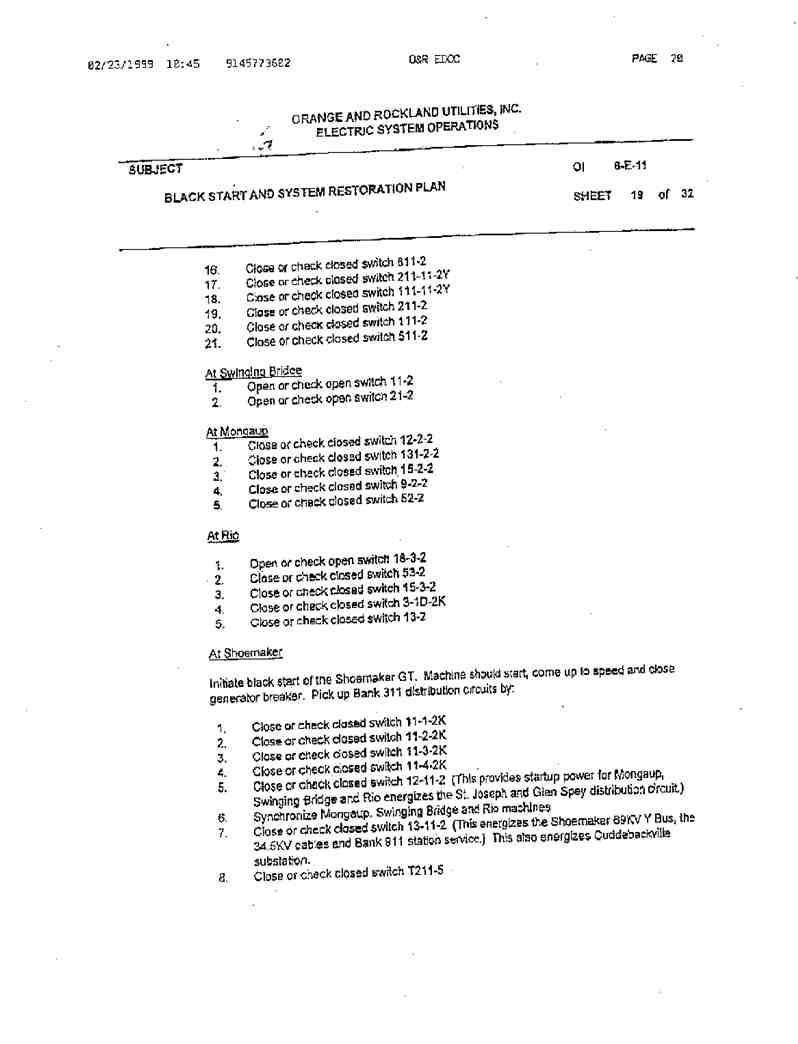 02/23/1999 10:45 9145773682 O&R EDCC PAGE 20
ORANGE AND ROCKLAND UTILITIES, INC.
ELECTRIC SYSTEM OPERATIONS
SUBJECT OI 6-E-11
BLACK START AND SYSTEM RESTORATION PLAN SHEET 19 of 32
16. Close or check closed switch 811-2
17. Close or check closed switch 211-11-2Y
18. Close or check closed switch 111-11-2Y
19. Close or check closed switch 211-2
20. Close or check closed switch 111-2
21. Close or check closed switch 511-2
At Swinging Bridge
1. Open or check open switch 11-2
2. Open or check open switch 21-2
At Mongaup
1. Close or check closed switch 12-2-2
2. Close or check closed switch 131-2-2
3. Close or check closed switch 15-2-2
4. Close or check closed switch 9-2-2
5. Close or check closed switch 52-2
At Rio
1. Open or check open switch 18-3-2
2. Close or check closed switch 53-2
3. Close or check closed switch 15-3-2
4. Close or check closed switch 3-1D-2K
5. Close or check closed switch 13-2
At Shoemaker
Initiate black start of the Shoemaker GT. Machine should start, come up to speed and close
generator breaker. Pick up Bank 311 distribution circuits by:
1. Close or check closed switch 11-1-2K
2. Close or check closed switch 11-2-2K
3. Close or check closed switch 11-3-2K
4. Close or check closed switch 11-4-2K
5. Close or check closed switch 12-11-2 (This provides startup power for Mongaup,
Swinging Bridge and Rio energizes the St. Joseph and Glen Spey distribution circuit.)
6. Synchronize Mongaup, Swinging Bridge and Rio machines
7. Close or check closed switch 13-11-2 (This energizes the Shoemaker 69KV Y Bus, the
34.5KV cables and Bank 911 station service.) This also energizes Cuddebackville
substation.
8. Close or check closed switch T211-5